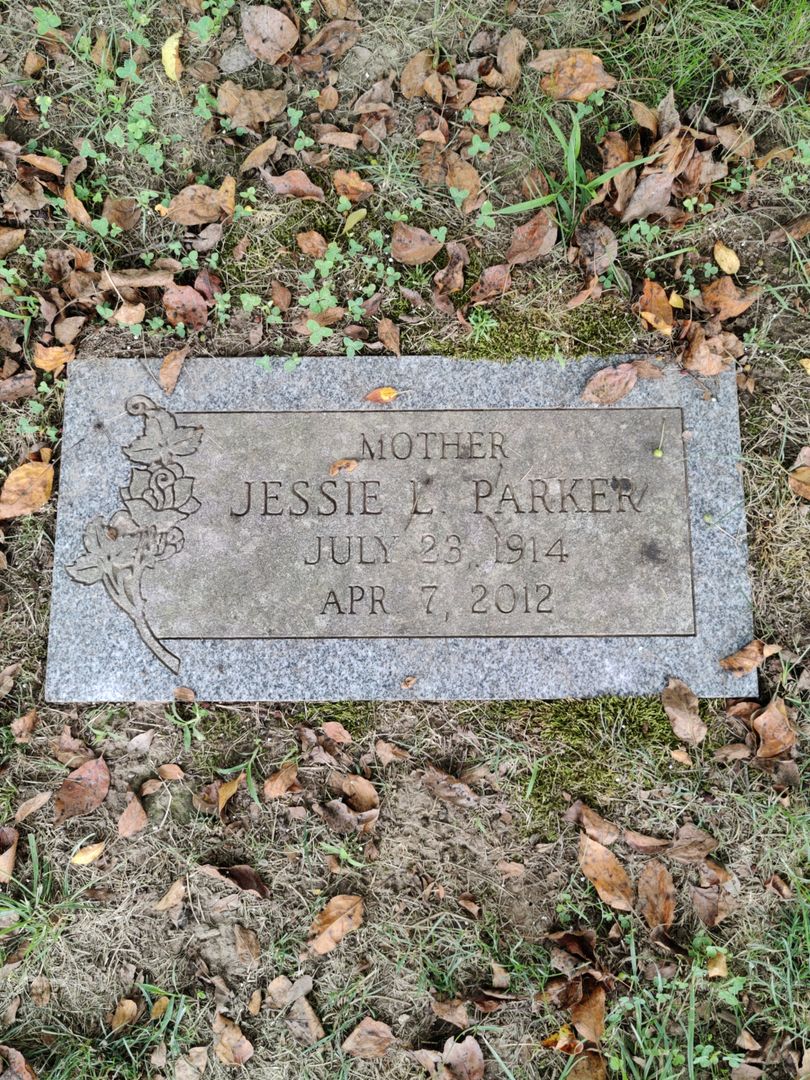 MOTHER
JESSIE L. PARKER
JULY 23, 1914
APR 7, 2012